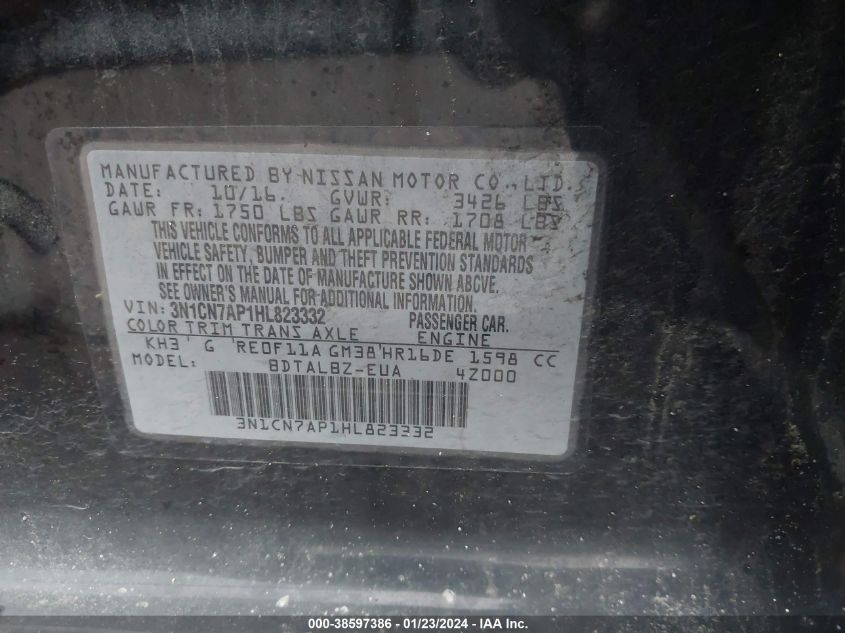 MANUFACTURED BY NISSAN MOTOR CO., LTD.
DATE: 10/16. GVWR: 3426 LBS
GAWR FR: 1750 LBS GAWR RR: 1708 LBS
THIS VEHICLE CONFORMS TO ALL APPLICABLE FEDERAL MOTOR
VEHICLE SAFETY, BUMPER AND THEFT PREVENTION STANDARDS
IN EFFECT ON THE DATE OF MANUFACTURE SHOWN ABOVE.
SEE OWNER'S MANUAL FOR ADDITIONAL INFORMATION.
VIN: 3N1CN7AP1HL823332 PASSENGER CAR.
COLOR TRIM TRANS AXLE ENGINE
KH3 G RE0F11A GM38 HR16DE 1598 CC
MODEL: BDTALBZ-EUA 4Z000
3N1CN7AP1HL823332
000-38597386 - 01/23/2024 - IAA, Inc.